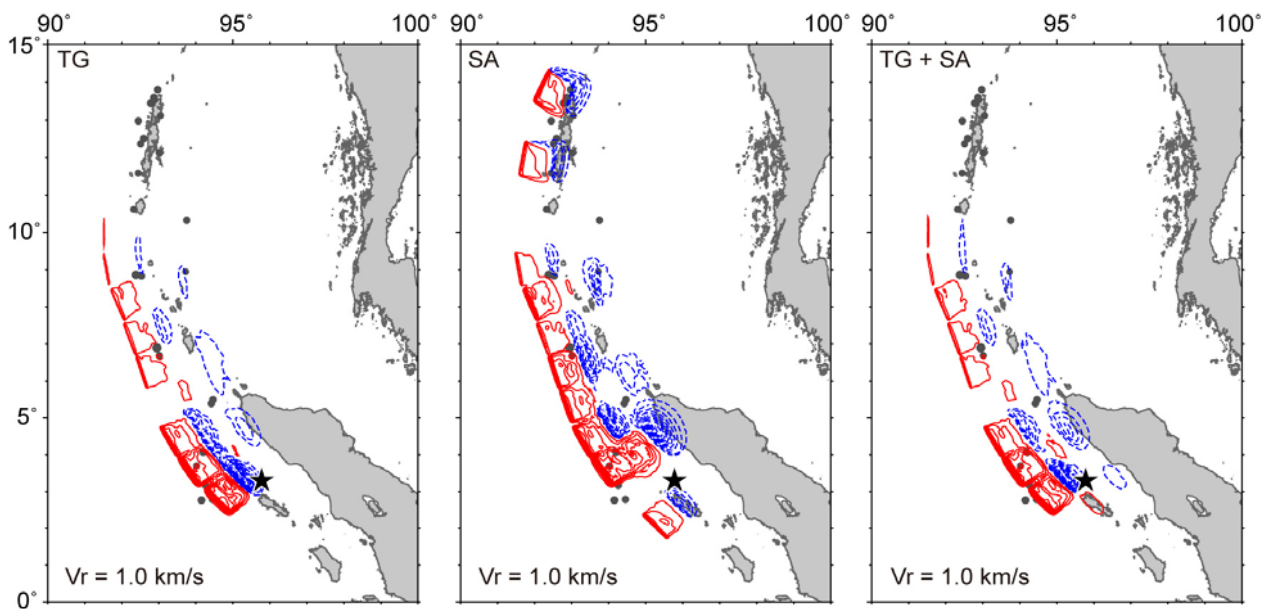 90˚ 95˚ 100˚ 90˚ 95˚ 100˚ 90˚ 95˚ 100˚
15˚ TG SA TG + SA
10˚
5˚
0˚
Vr = 1.0 km/s Vr = 1.0 km/s Vr = 1.0 km/s